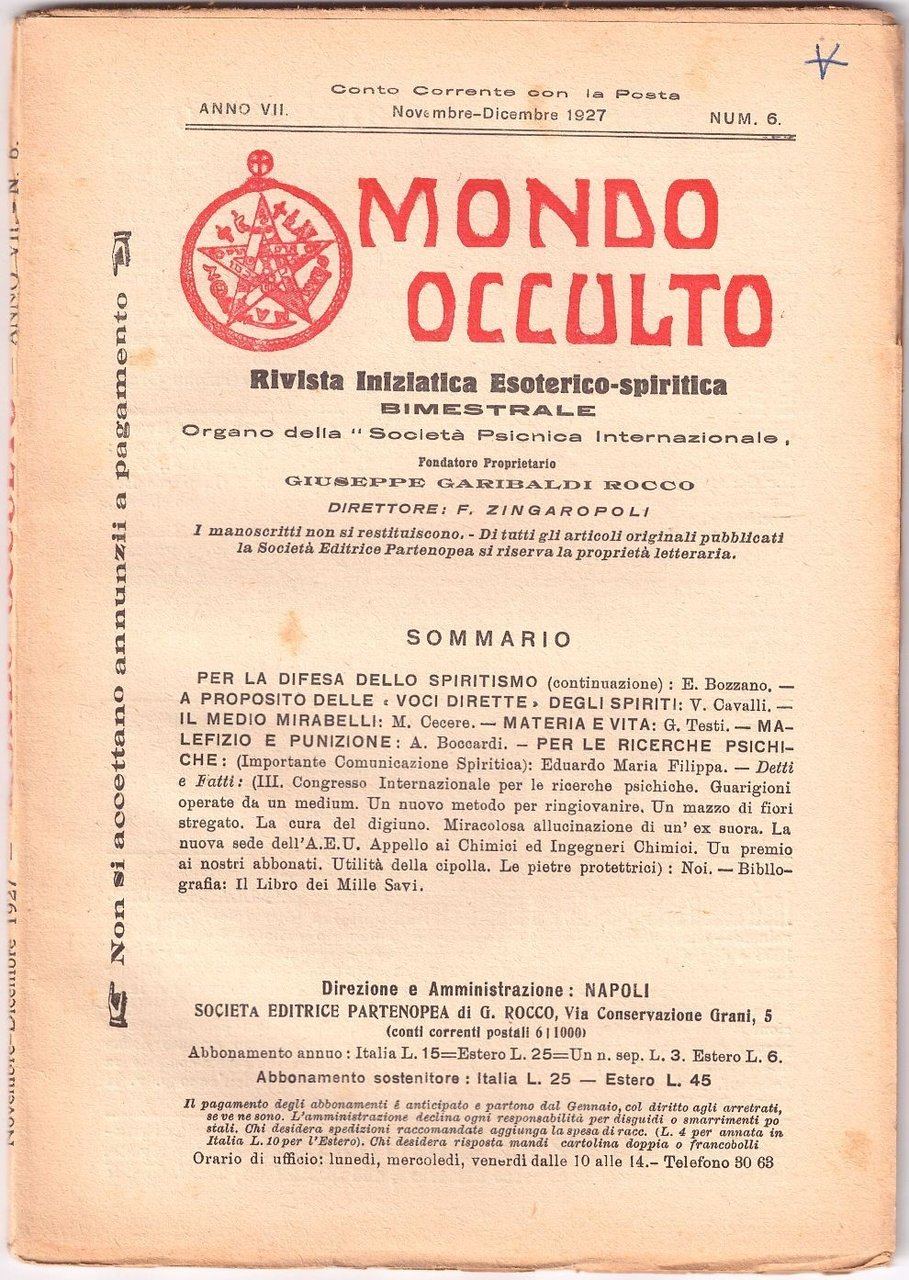 Conto Corrente con la Posta
ANNO VII. Novembre-Dicembre 1927 NUM. 6.
MONDO
OCCULTO
Rivista Iniziatica Esoterico-spiritica
BIMESTRALE
Organo della “ Società Psicnica Internazionale,
Fondatore Proprietario
GIUSEPPE GARIBALDI ROCCO
DIRETTORE: F. ZINGAROPOLI
I manoscritti non si restituiscono. - Di tutti gli articoli originali pubblicati
la Società Editrice Partenopea si riserva la proprietà letteraria.
Non si accettano annunzii a pagamento
SOMMARIO
PER LA DIFESA DELLO SPIRITISMO (continuazione) : E. Bozzano. —
A PROPOSITO DELLE « VOCI DIRETTE » DEGLI SPIRITI: V. Cavalli. —
IL MEDIO MIRABELLI: M. Cecere. — MATERIA E VITA: G. Testi. — MA-
LEFIZIO E PUNIZIONE: A. Boccardi. — PER LE RICERCHE PSICHI-
CHE: (Importante Comunicazione Spiritica): Eduardo Maria Filippa. — Detti
e Fatti: (III. Congresso Internazionale per le ricerche psichiche. Guarigioni
operate da un medium. Un nuovo metodo per ringiovanire. Un mazzo di fiori
stregato. La cura del digiuno. Miracolosa allucinazione di un' ex suora. La
nuova sede dell'A.E.U. Appello ai Chimici ed Ingegneri Chimici. Un premio
ai nostri abbonati. Utilità della cipolla. Le pietre protettrici) : Noi. — Biblio-
grafia: Il Libro dei Mille Savi.
Direzione e Amministrazione : NAPOLI
SOCIETA EDITRICE PARTENOPEA di G. ROCCO, Via Conservazione Grani, 5
(conti correnti postali 6|1000)
Abbonamento annuo : Italia L. 15=Estero L. 25=Un n. sep. L. 3. Estero L. 6.
Abbonamento sostenitore : Italia L. 25 — Estero L. 45
Il pagamento degli abbonamenti é anticipato e partono dal Gennaio, col diritto agli arretrati,
se ve ne sono. L'amministrazione declina ogni responsabilità per disguidi o smarrimenti po
stali. Chi desidera spedizioni raccomandate aggiunga la spesa di racc. (L. 4 per annata in
Italia L. 10 per l'Estero). Chi desidera risposta mandi cartolina doppia o francobolli
Orario di ufficio: lunedì, mercoledì, venerdì dalle 10 alle 14.- Telefono 30 63